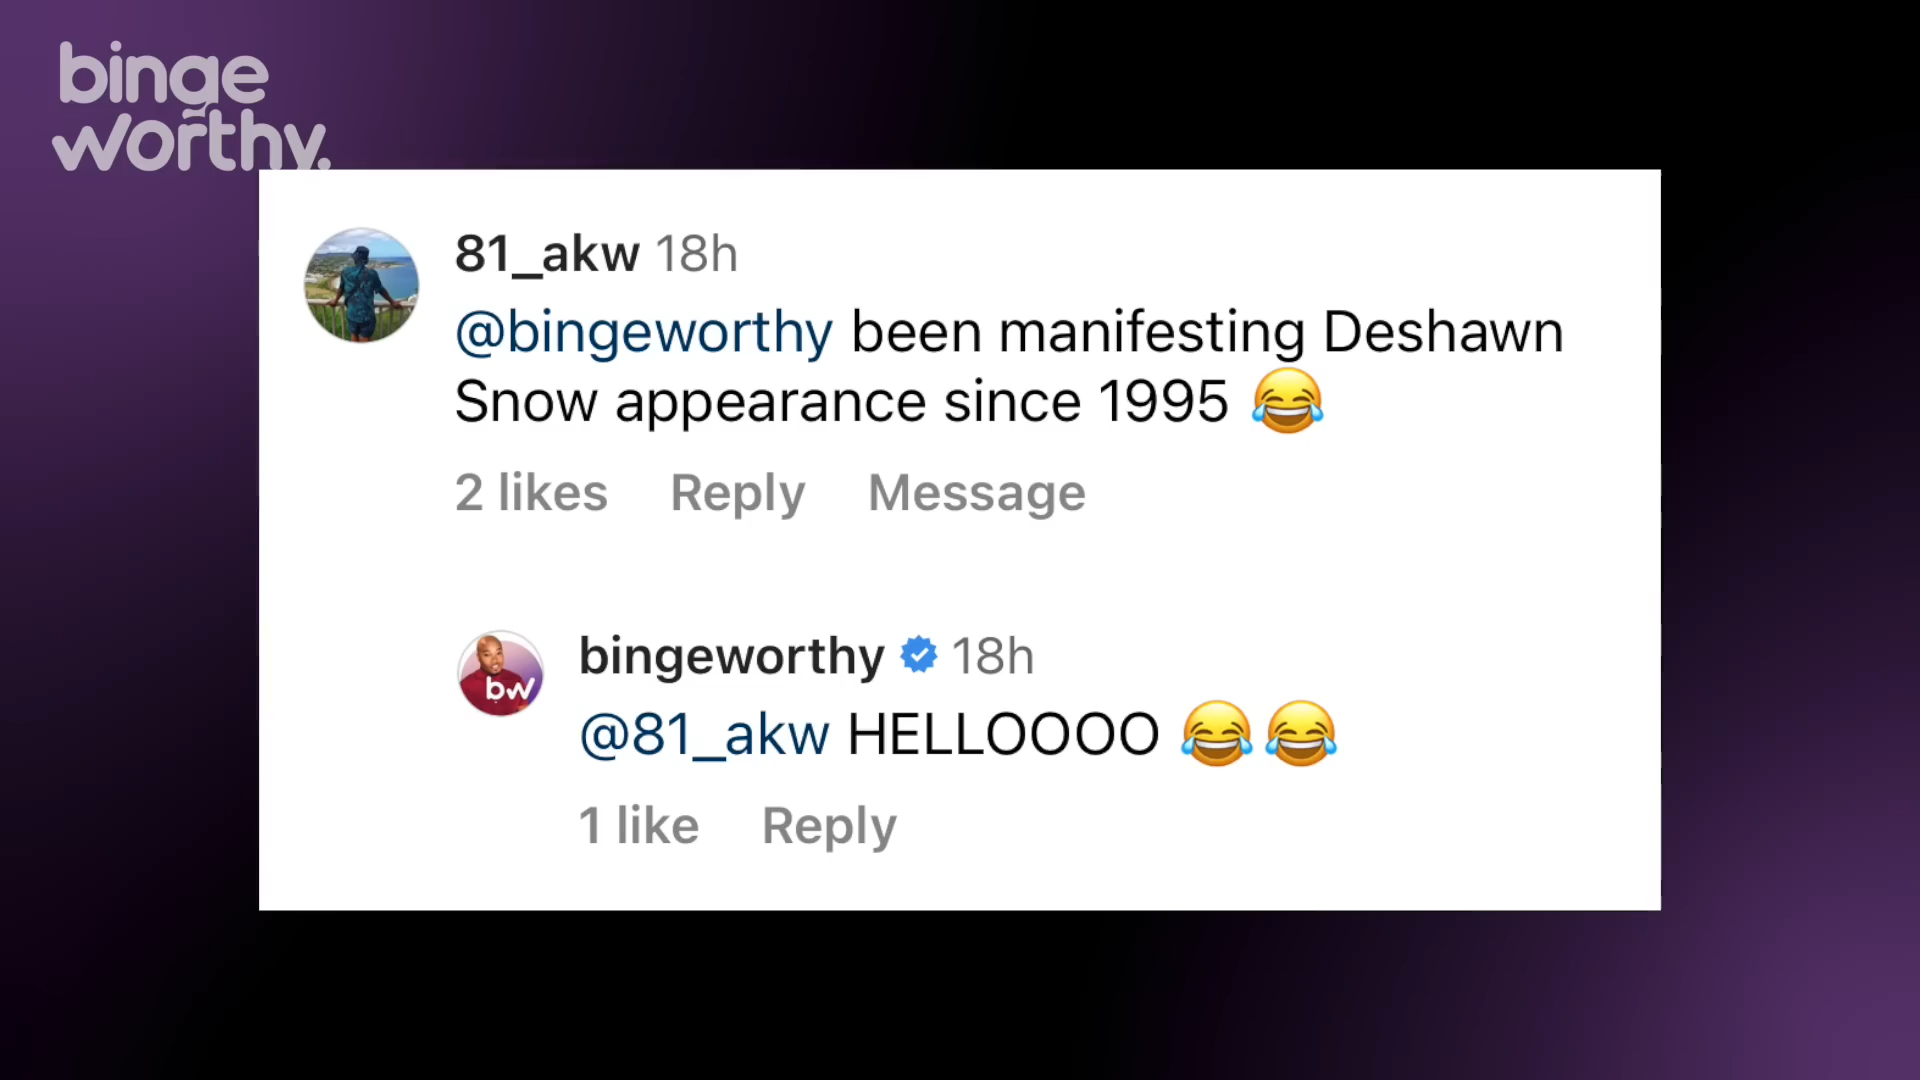 binge
worthy.
81_akw 18h
@bingeworthy been manifesting Deshawn
Snow appearance since 1995 😂
2 likes Reply Message
bw
bingeworthy 18h
@81_akw HELLOOOO 😂😂
1 like Reply